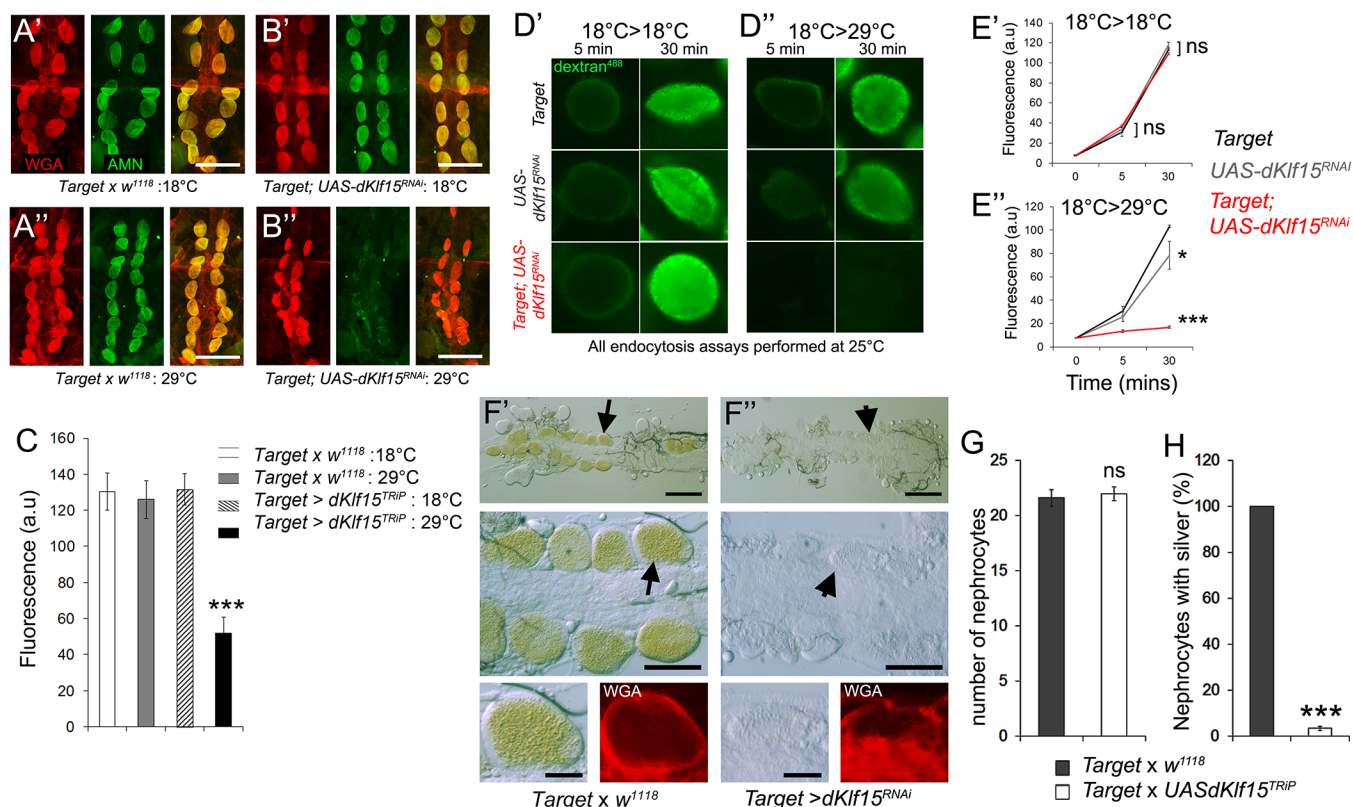 A’
WGA
AMN
Target x w1118 :18°C
B’
Target; UAS-dKlf15RNAi: 18°C
A’’
Target x w1118 : 29°C
B’’
Target; UAS-dKlf15RNAi: 29°C
C
Fluorescence (a.u)
160
140
120
100
80
60
40
20
0
***
Target x w1118 :18°C
Target x w1118 : 29°C
Target > dKlf15TRiP : 18°C
Target > dKlf15TRiP : 29°C
D’
18°C>18°C
5 min
30 min
dextran488
Target
UAS-
dKlf15RNAi
Target; UAS-
dKlf15RNAi
D’’
18°C>29°C
5 min
30 min
All endocytosis assays performed at 25°C
E’
18°C>18°C
Fluorescence (a.u)
140
120
100
80
60
40
20
0
0
5
30
ns
ns
E’’
18°C>29°C
Fluorescence (a.u)
120
100
80
60
40
20
0
0
5
30
*
***
Time (mins)
Target
UAS-dKlf15RNAi
Target;
UAS-dKlf15RNAi
F’
WGA
Target x w1118
F’’
WGA
Target >dKlf15RNAi
G
number of nephrocytes
25
20
15
10
5
0
ns
H
Nephrocytes with silver (%)
120
100
80
60
40
20
0
***
Target x w1118
Target x UASdKlf15TRiP